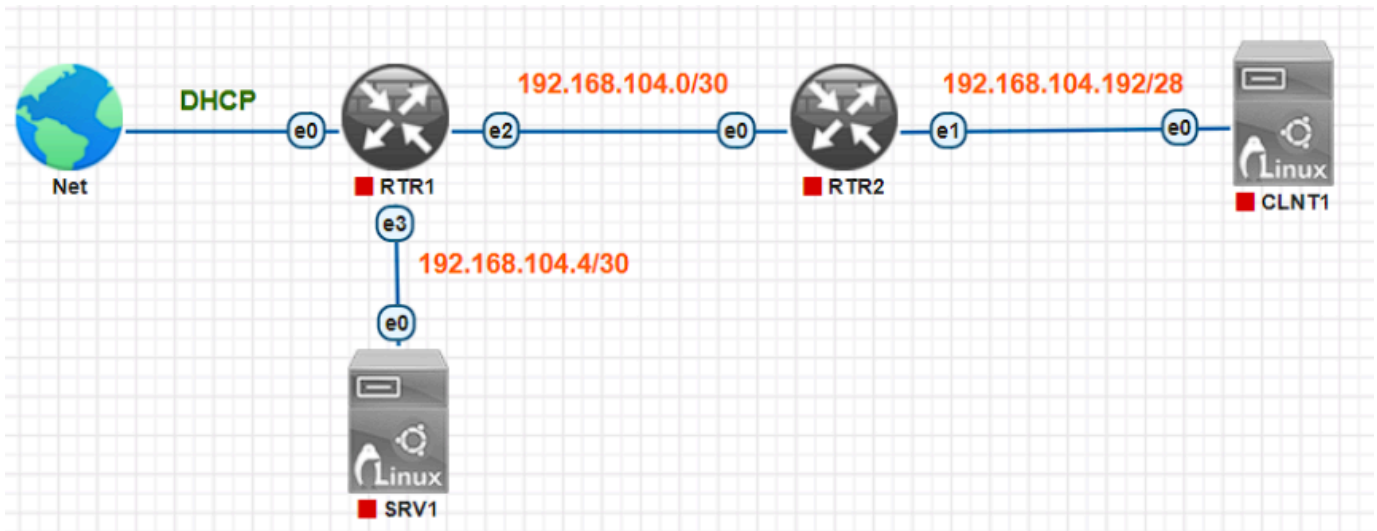 DHCP
192.168.104.0/30
192.168.104.192/28
e0
e2
e0
e1
e0
Net
RTR1
RTR2
Linux
CLNT1
e3
192.168.104.4/30
e0
Linux
SRV1